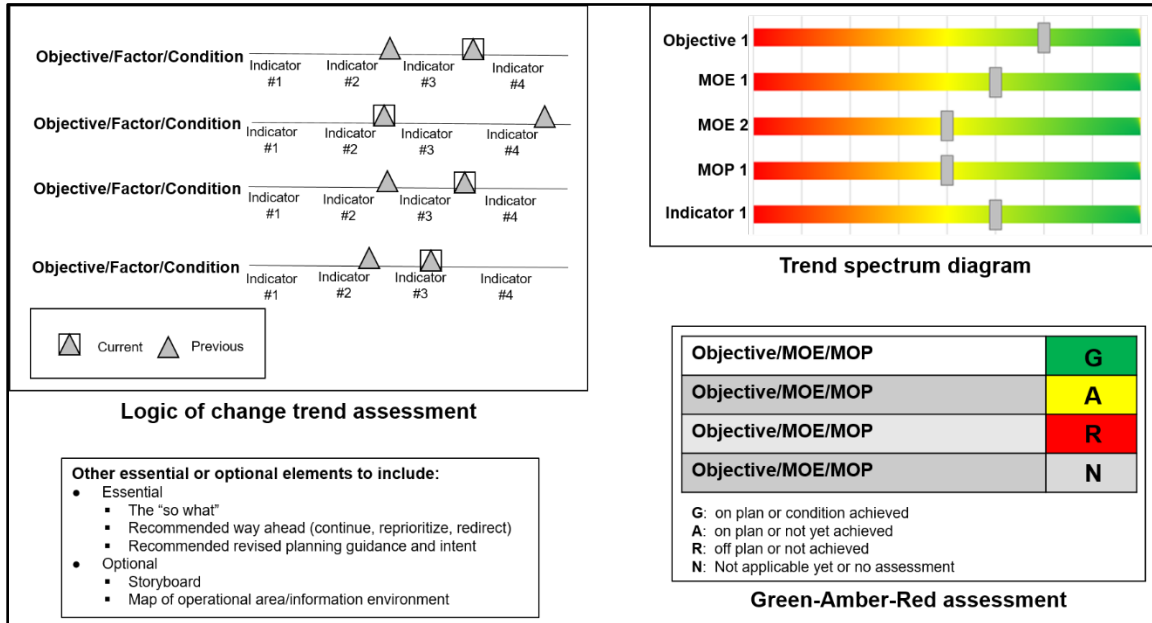 Objective/Factor/Condition
Indicator #1
Indicator #2
Indicator #3
Indicator #4
Objective/Factor/Condition
Indicator #1
Indicator #2
Indicator #3
Indicator #4
Objective/Factor/Condition
Indicator #1
Indicator #2
Indicator #3
Indicator #4
Objective/Factor/Condition
Indicator #1
Indicator #2
Indicator #3
Indicator #4
Current
Previous
Logic of change trend assessment
Objective 1
MOE 1
MOE 2
MOP 1
Indicator 1
Trend spectrum diagram
Other essential or optional elements to include:
● Essential
▪ The “so what”
▪ Recommended way ahead (continue, reprioritize, redirect)
▪ Recommended revised planning guidance and intent
● Optional
▪ Storyboard
▪ Map of operational area/information environment
Objective/MOE/MOP G
Objective/MOE/MOP A
Objective/MOE/MOP R
Objective/MOE/MOP N
G: on plan or condition achieved
A: on plan or not yet achieved
R: off plan or not achieved
N: Not applicable yet or no assessment
Green-Amber-Red assessment